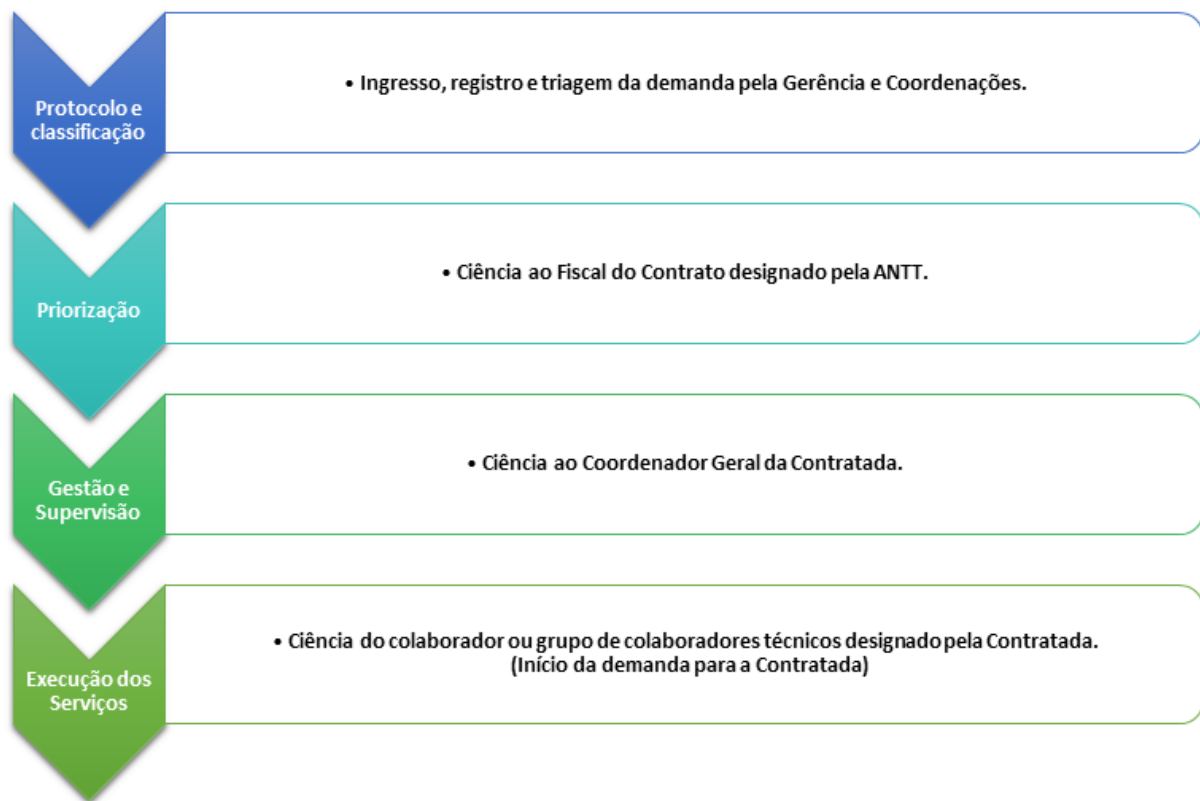 Protocolo e
classificação
• Ingresso, registro e triagem da demanda pela Gerência e Coordenações.
Priorização
• Ciência ao Fiscal do Contrato designado pela ANTT.
Gestão e
Supervisão
• Ciência ao Coordenador Geral da Contratada.
Execução dos
Serviços
• Ciência do colaborador ou grupo de colaboradores técnicos designado pela Contratada.
(Início da demanda para a Contratada)